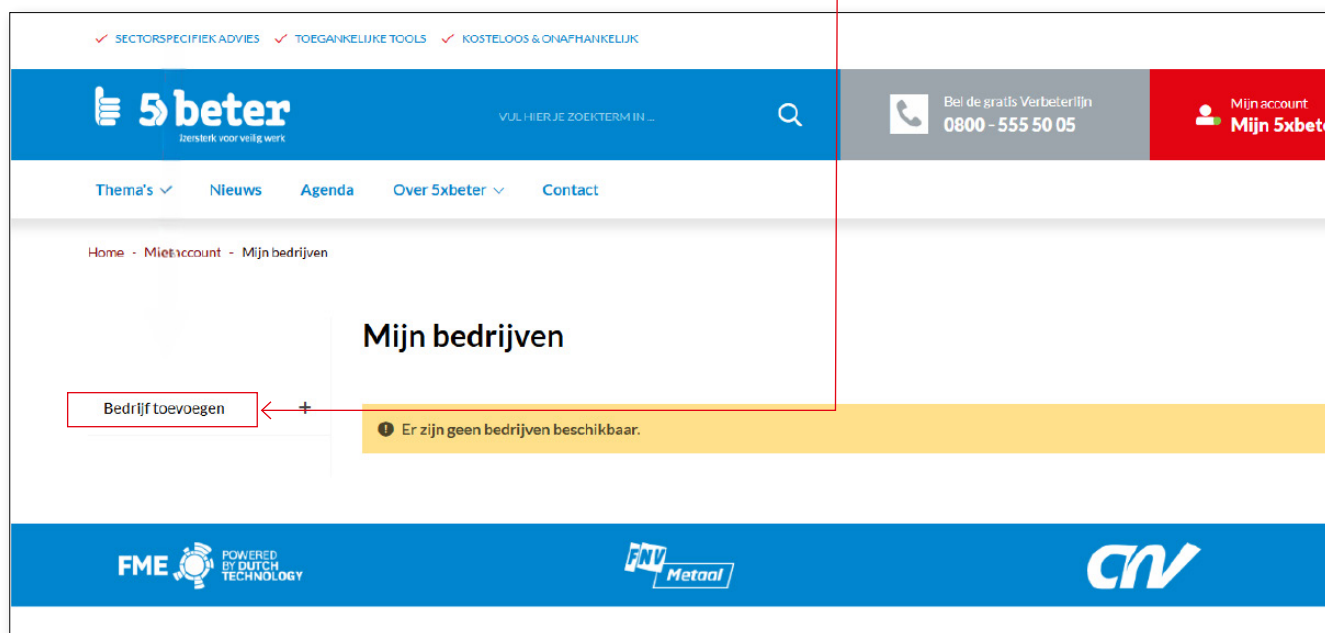 SECTORSPECIFIEK ADVIES TOEGANKELIJKE TOOLS KOSTELOOS & ONAFHANKELIJK
5 beter
IJzersterk voor veilig werk
VUL HIER JE ZOEKTERM IN ...
Bel de gratis Verbeterlijn
0800 - 555 50 05
Mijn account
Mijn 5xbete
Thema's Nieuws Agenda Over 5xbeter Contact
Home - account - Mijn bedrijven
Mijn bedrijven
Bedrijf toevoegen +
Er zijn geen bedrijven beschikbaar.
FME POWERED
BY DUTCH
TECHNOLOGY
FNV
Metaal
CNV